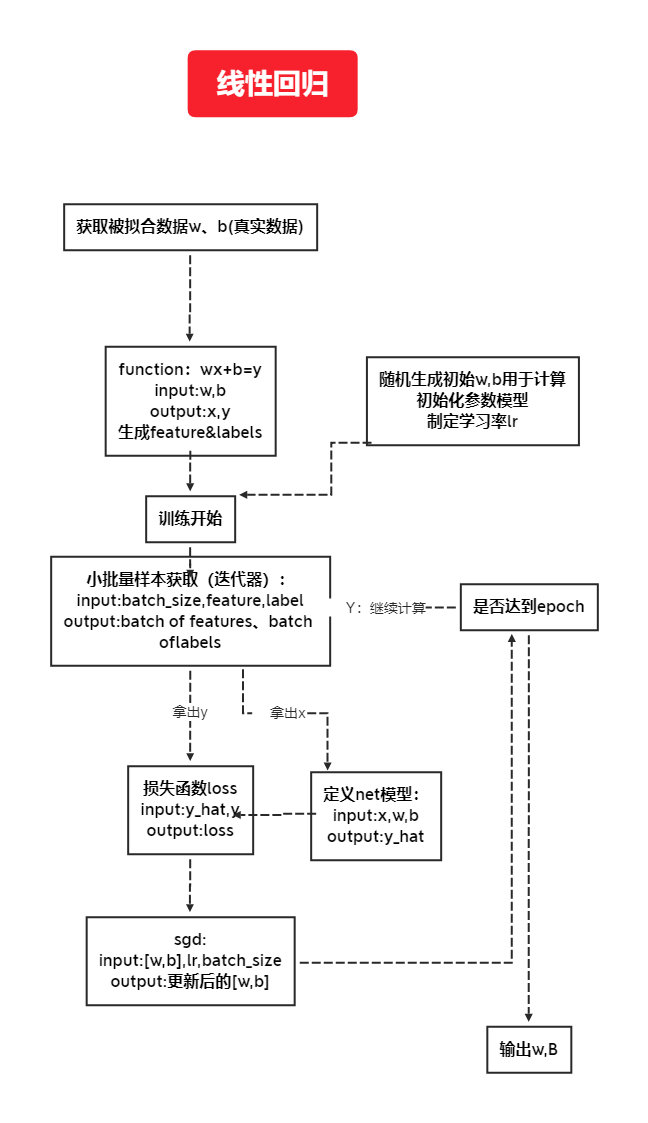 线性回归
获取被拟合数据w、b(真实数据)
function：wx+b=y
input:w,b
output:x,y
生成feature&labels
随机生成初始w,b用于计算
初始化参数模型
制定学习率lr
训练开始
小批量样本获取（迭代器）:
input:batch_size,feature,label
output:batch of features、batch
oflabels
Y：继续计算
是否达到epoch
拿出y
拿出x
损失函数loss
input:y_hat,y
output:loss
定义net模型:
input:x,w,b
output:y_hat
sgd:
input:[w,b],lr,batch_size
output:更新后的[w,b]
输出w,B